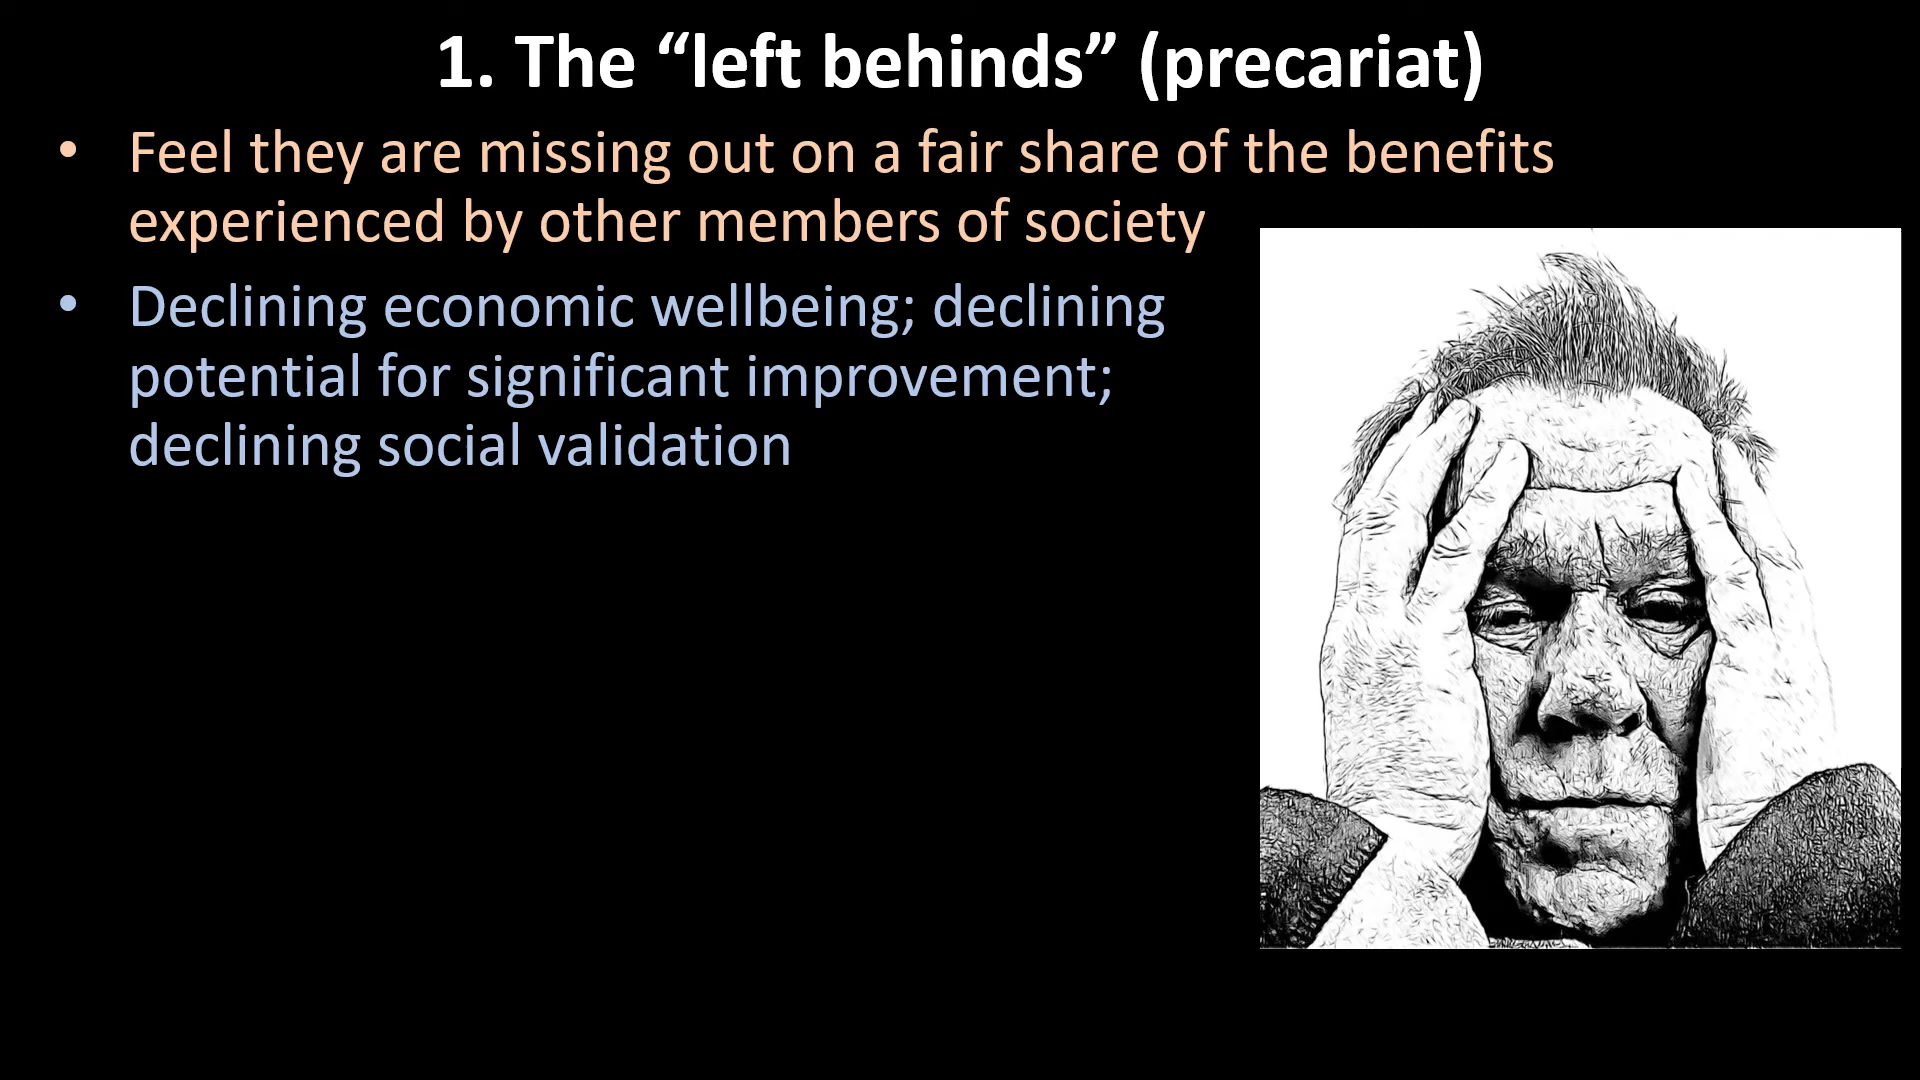 1. The “left behinds” (precariat)
• Feel they are missing out on a fair share of the benefits
experienced by other members of society
• Declining economic wellbeing; declining
potential for significant improvement;
declining social validation